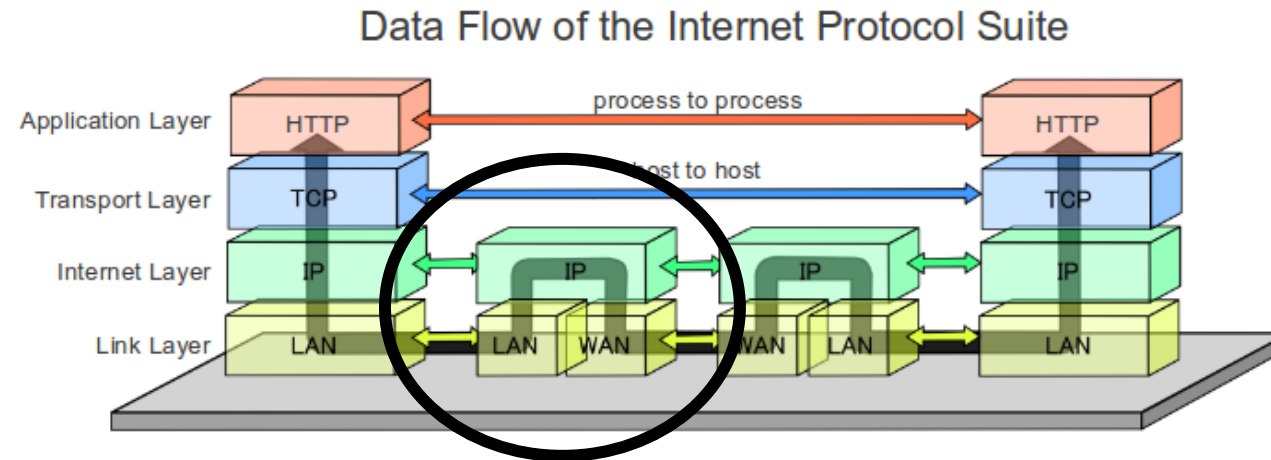 Data Flow of the Internet Protocol Suite
process to process
Application Layer HTTP HTTP
host to host
Transport Layer TCP TCP
Internet Layer IP IP IP IP
Link Layer LAN LAN WAN WAN LAN LAN